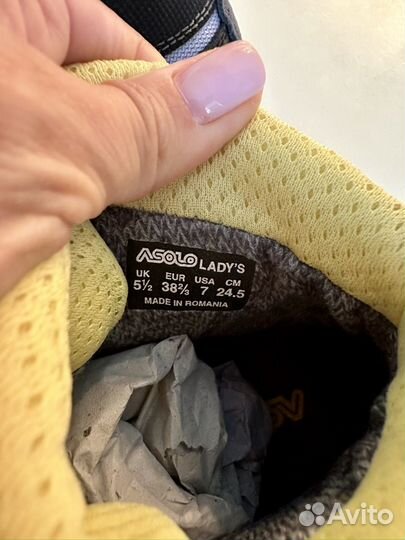 ASOLO LADY'S
UK EUR USA CM
5½ 38⅔ 7 24.5
MADE IN ROMANIA
Avito